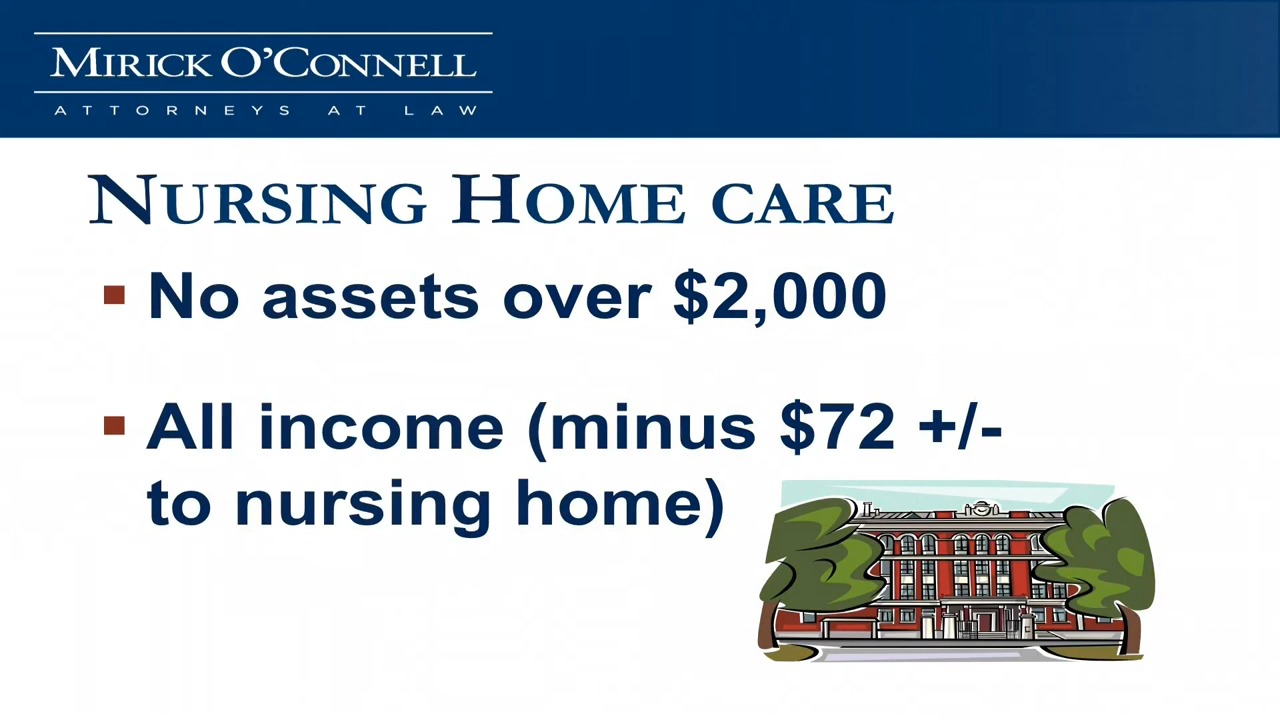 MIRICK O’CONNELL
ATTORNEYS AT LAW
NURSING HOME CARE
▪ No assets over $2,000
▪ All income (minus $72 +/-
to nursing home)